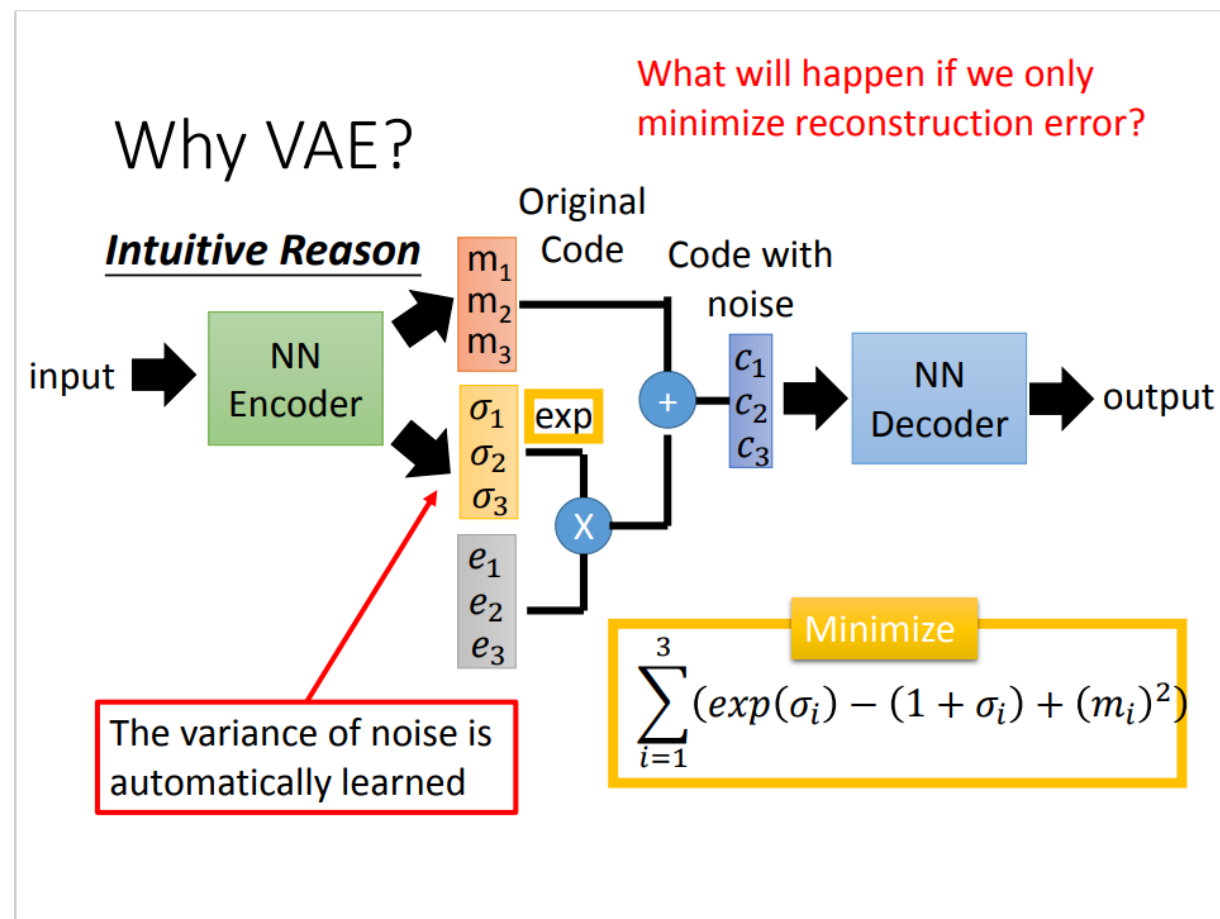 What will happen if we only
minimize reconstruction error?
Why VAE?
Intuitive Reason
Original
Code
Code with
noise
input
NN
Encoder
m₁
m₂
m₃
σ₁
σ₂
σ₃
exp
e₁
e₂
e₃
X
+
c₁
c₂
c₃
NN
Decoder
output
The variance of noise is
automatically learned
Minimize
∑_{i=1}^{3} (exp(σᵢ) − (1 + σᵢ) + (mᵢ)²)